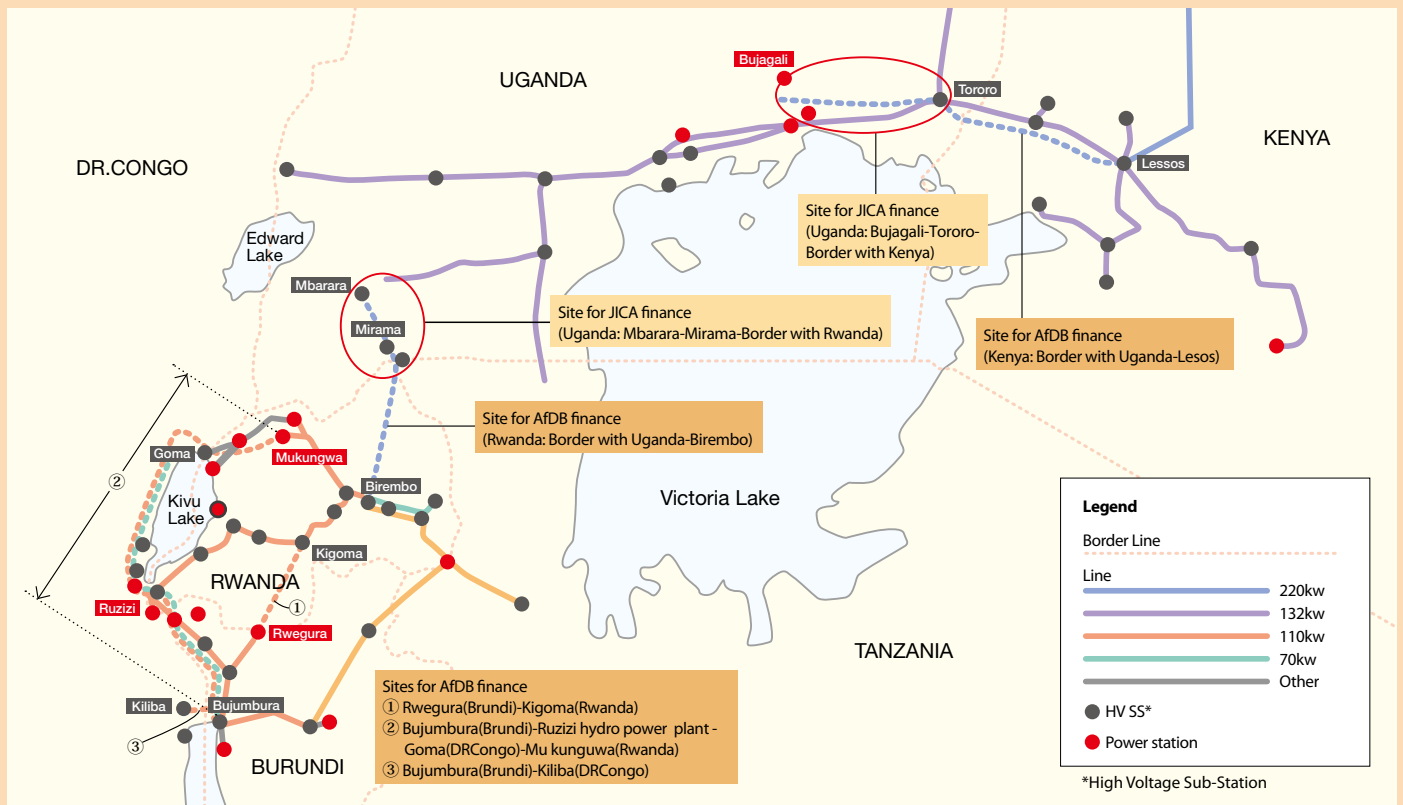 UGANDA
Bujagali
Tororo
KENYA
DR.CONGO
Lessos
Edward
Lake
Site for JICA finance
(Uganda: Bujagali-Tororo-
Border with Kenya)
Mbarara
Mirama
Site for JICA finance
(Uganda: Mbarara-Mirama-Border with Rwanda)
Site for AfDB finance
(Kenya: Border with Uganda-Lesos)
Site for AfDB finance
(Rwanda: Border with Uganda-Birembo)
Goma
Mukungwa
②
Kivu
Lake
Birembo
Victoria Lake
Kigoma
RWANDA
Ruzizi
①
Rwegura
TANZANIA
Kiliba
Bujumbura
③
BURUNDI
Sites for AfDB finance
① Rwegura(Brundi)-Kigoma(Rwanda)
② Bujumbura(Brundi)-Ruzizi hydro power plant -
Goma(DRCongo)-Mu kunguwa(Rwanda)
③ Bujumbura(Brundi)-Kiliba(DRCongo)
Legend
Border Line
Line
220kw
132kw
110kw
70kw
Other
HV SS*
Power station
*High Voltage Sub-Station